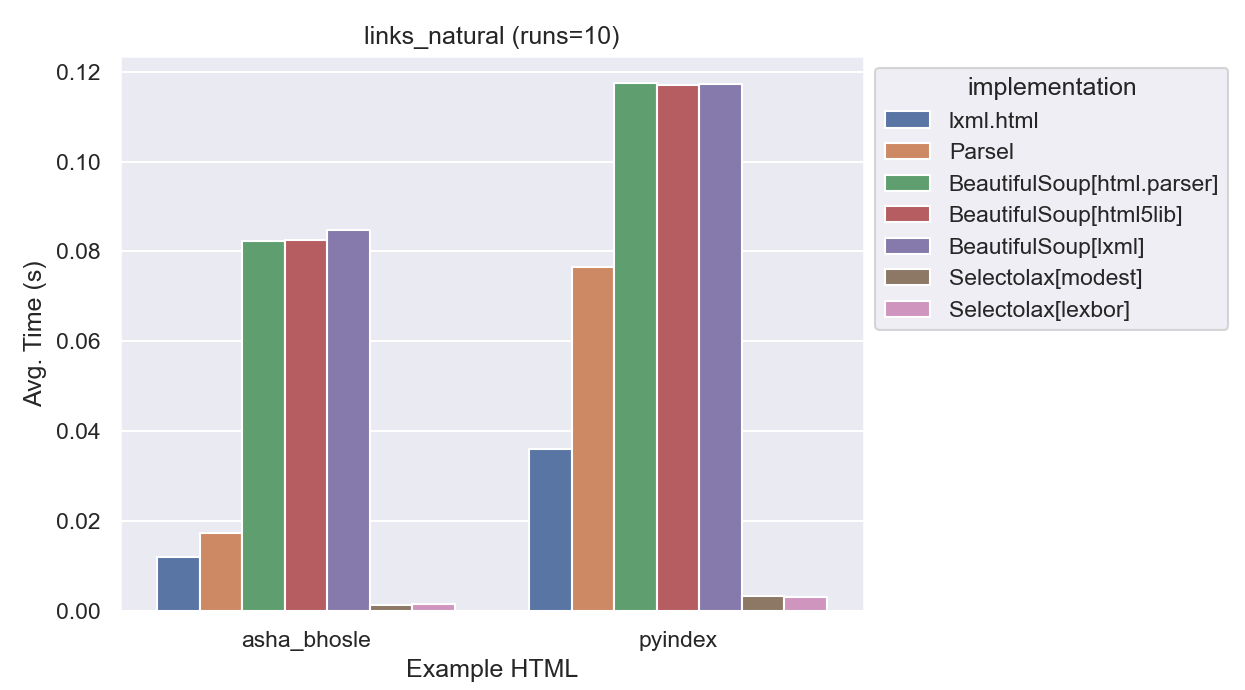 links_natural (runs=10)
Avg. Time (s)
0.12
0.10
0.08
0.06
0.04
0.02
0.00
asha_bhosle
pyindex
Example HTML
implementation
lxml.html
Parsel
BeautifulSoup[html.parser]
BeautifulSoup[html5lib]
BeautifulSoup[lxml]
Selectolax[modest]
Selectolax[lexbor]